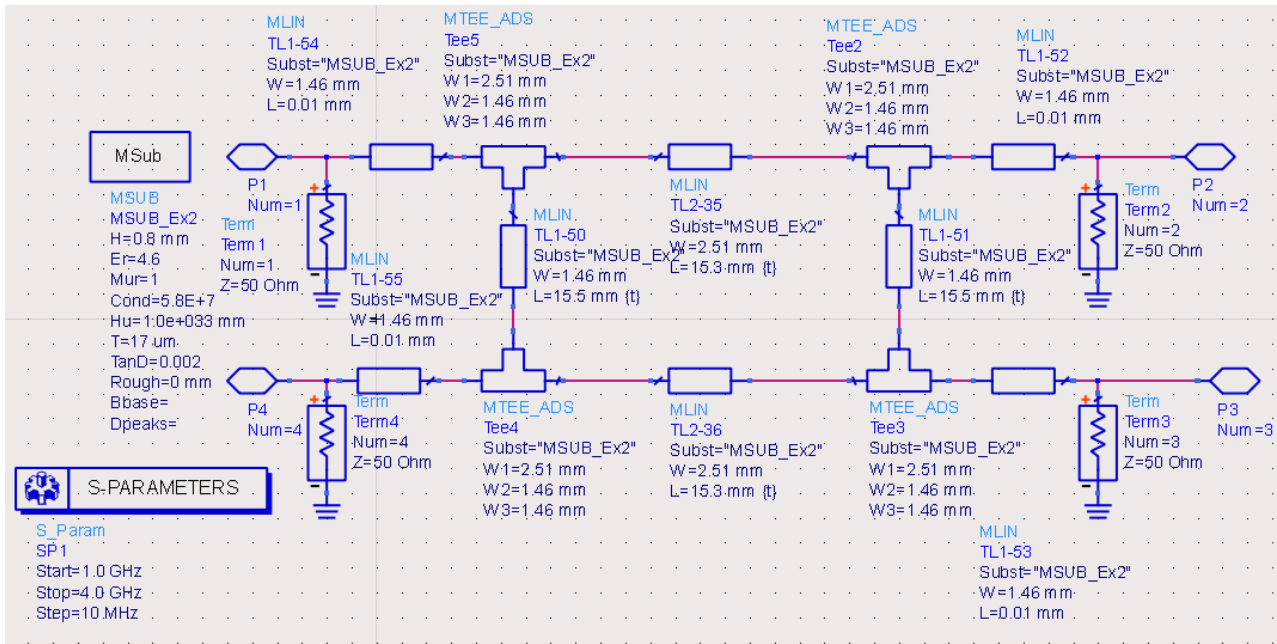 MLIN
TL1-54
Subst="MSUB_Ex2"
W=1.46 mm
L=0.01 mm
MTEE_ADS
Tee5
Subst="MSUB_Ex2"
W1=2.51 mm
W2=1.46 mm
W3=1.46 mm
MTEE_ADS
Tee2
Subst="MSUB_Ex2"
W1=2.51 mm
W2=1.46 mm
W3=1.46 mm
MLIN
TL1-52
Subst="MSUB_Ex2"
W=1.46 mm
L=0.01 mm
MSub
MSUB
MSUB_Ex2
H=0.8 mm
Er=4.6
Mur=1
Cond=5.8E+7
Hu=1.0e+033 mm
T=17 um
TanD=0.002
Rough=0 mm
Bbase=
Dpeaks=
P1
Num=1
Term
Term1
Num=1
Z=50 Ohm
MLIN
TL1-50
Subst="MSUB_Ex2"
W=1.46 mm
L=15.5 mm {t}
MLIN
TL2-35
Subst="MSUB_Ex2"
W=2.51 mm
L=15.3 mm {t}
MLIN
TL1-51
Subst="MSUB_Ex2"
W=1.46 mm
L=15.5 mm {t}
Term
Term2
Num=2
Z=50 Ohm
P2
Num=2
MLIN
TL1-55
Subst="MSUB_Ex2"
W=1.46 mm
L=0.01 mm
P4
Num=4
Term
Term4
Num=4
Z=50 Ohm
MTEE_ADS
Tee4
Subst="MSUB_Ex2"
W1=2.51 mm
W2=1.46 mm
W3=1.46 mm
MLIN
TL2-36
Subst="MSUB_Ex2"
W=2.51 mm
L=15.3 mm {t}
MTEE_ADS
Tee3
Subst="MSUB_Ex2"
W1=2.51 mm
W2=1.46 mm
W3=1.46 mm
Term
Term3
Num=3
Z=50 Ohm
P3
Num=3
S-PARAMETERS
S_Param
SP1
Start=1.0 GHz
Stop=4.0 GHz
Step=10 MHz
MLIN
TL1-53
Subst="MSUB_Ex2"
W=1.46 mm
L=0.01 mm